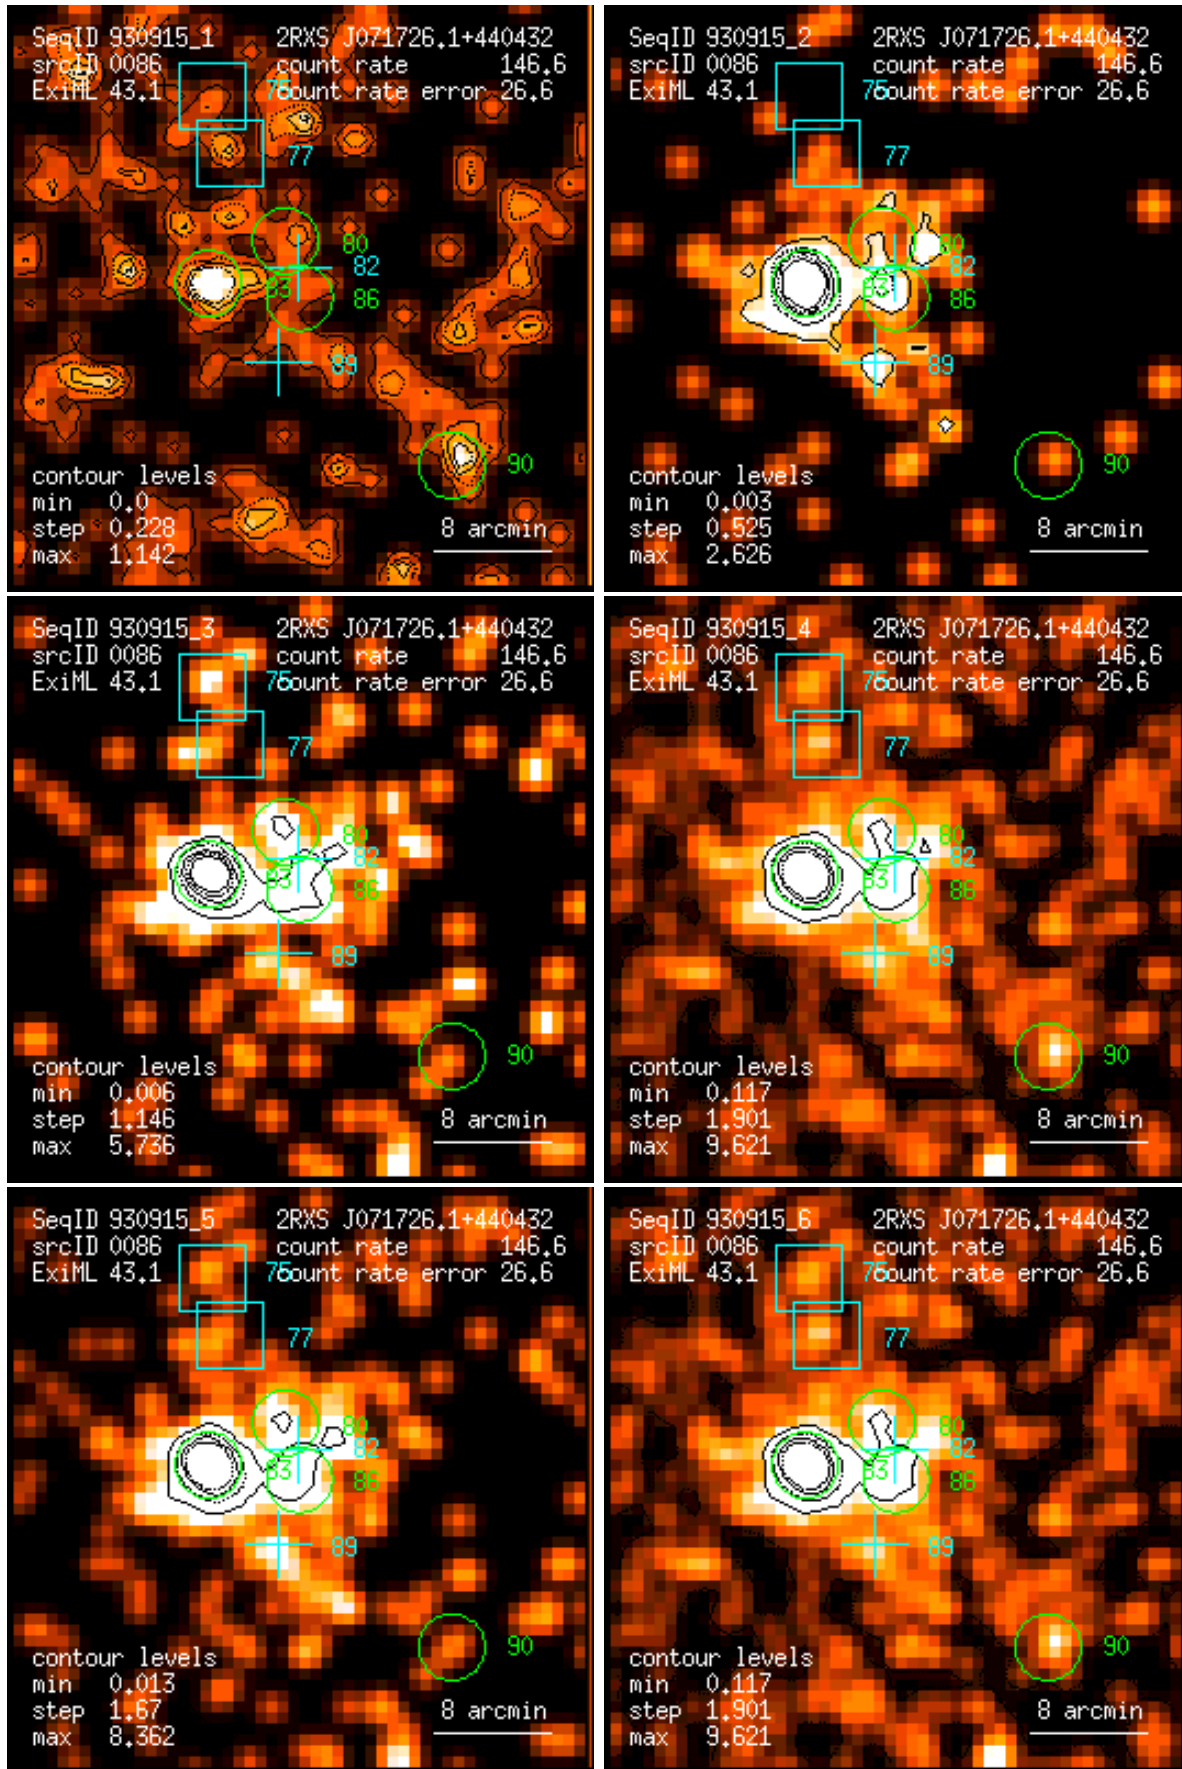 SeqID 930915_1 2RXS J071726.1+440432
srcID 0086 count rate 146.6
ExiML 43.1 75 count rate error 26.6
77
80
82
83
86
89
90
contour levels
min 0.0
step 0.228 8 arcmin
max 1.142
SeqID 930915_2 2RXS J071726.1+440432
srcID 0086 count rate 146.6
ExiML 43.1 75 count rate error 26.6
77
80
82
83
86
89
90
contour levels
min 0.003
step 0.525 8 arcmin
max 2.626
SeqID 930915_3 2RXS J071726.1+440432
srcID 0086 count rate 146.6
ExiML 43.1 75 count rate error 26.6
77
80
82
83
86
89
90
contour levels
min 0.006
step 1.146 8 arcmin
max 5.736
SeqID 930915_4 2RXS J071726.1+440432
srcID 0086 count rate 146.6
ExiML 43.1 75 count rate error 26.6
77
80
82
83
86
89
90
contour levels
min 0.117
step 1.901 8 arcmin
max 9.621
SeqID 930915_5 2RXS J071726.1+440432
srcID 0086 count rate 146.6
ExiML 43.1 75 count rate error 26.6
77
80
82
83
86
89
90
contour levels
min 0.013
step 1.67 8 arcmin
max 8.362
SeqID 930915_6 2RXS J071726.1+440432
srcID 0086 count rate 146.6
ExiML 43.1 75 count rate error 26.6
77
80
82
83
86
89
90
contour levels
min 0.117
step 1.901 8 arcmin
max 9.621